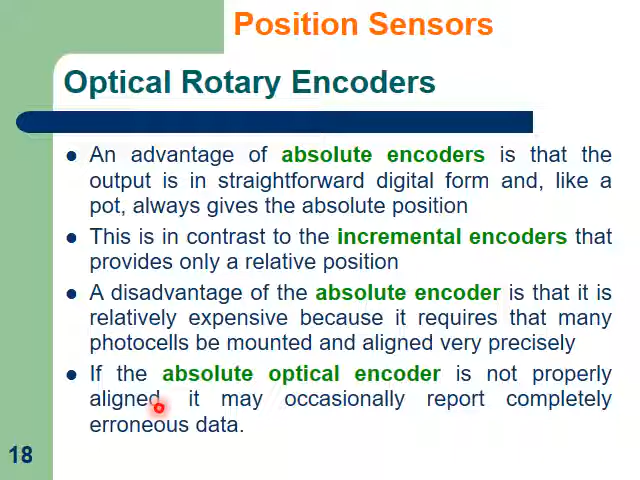 Position Sensors
Optical Rotary Encoders
An advantage of absolute encoders is that the
output is in straightforward digital form and, like a
pot, always gives the absolute position
This is in contrast to the incremental encoders that
provides only a relative position
A disadvantage of the absolute encoder is that it is
relatively expensive because it requires that many
photocells be mounted and aligned very precisely
If the absolute optical encoder is not properly
aligned, it may occasionally report completely
erroneous data.
18